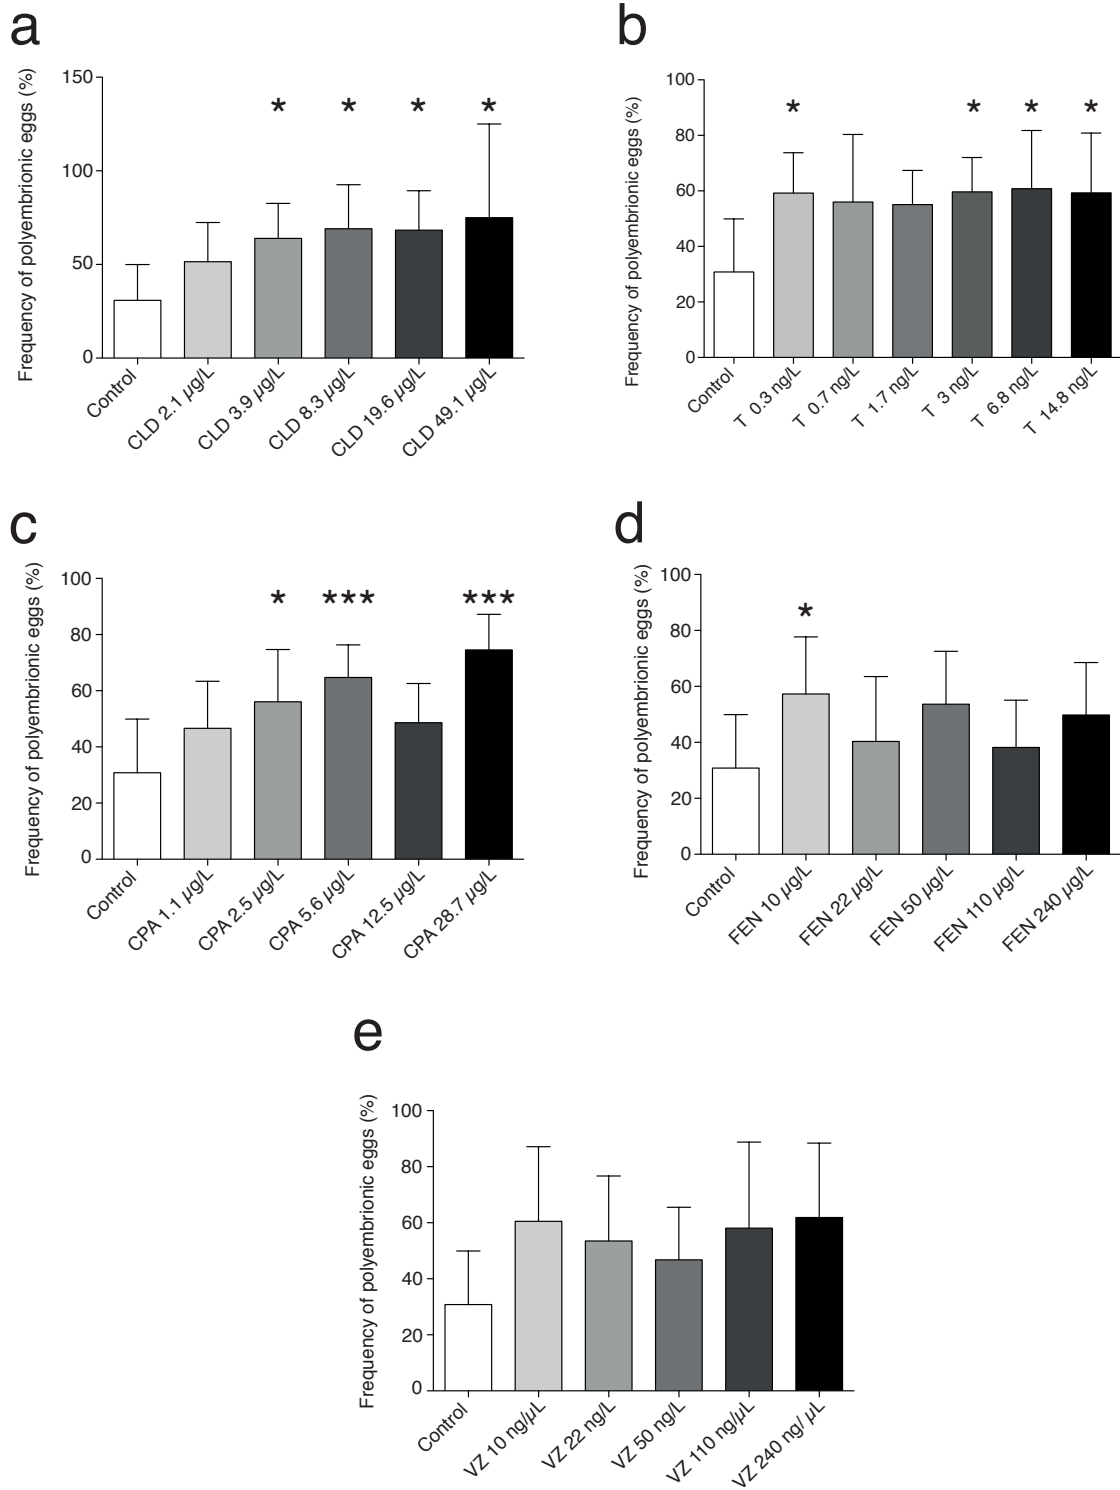 a
Frequency of polyembrionic eggs (%)
150
100
50
0
* * * *
Control
CLD 2.1 µg/L
CLD 3.9 µg/L
CLD 8.3 µg/L
CLD 19.6 µg/L
CLD 49.1 µg/L
b
Frequency of polyembrionic eggs (%)
100
80
60
40
20
0
* * * *
Control
T 0.3 ng/L
T 0.7 ng/L
T 1.7 ng/L
T 3 ng/L
T 6.8 ng/L
T 14.8 ng/L
c
Frequency of polyembrionic eggs (%)
100
80
60
40
20
0
* *** ***
Control
CPA 1.1 µg/L
CPA 2.5 µg/L
CPA 5.6 µg/L
CPA 12.5 µg/L
CPA 28.7 µg/L
d
Frequency of polyembrionic eggs (%)
100
80
60
40
20
0
*
Control
FEN 10 µg/L
FEN 22 µg/L
FEN 50 µg/L
FEN 110 µg/L
FEN 240 µg/L
e
Frequency of polyembrionic eggs (%)
100
80
60
40
20
0
Control
VZ 10 ng/µL
VZ 22 ng/L
VZ 50 ng/L
VZ 110 ng/µL
VZ 240 ng/ µL